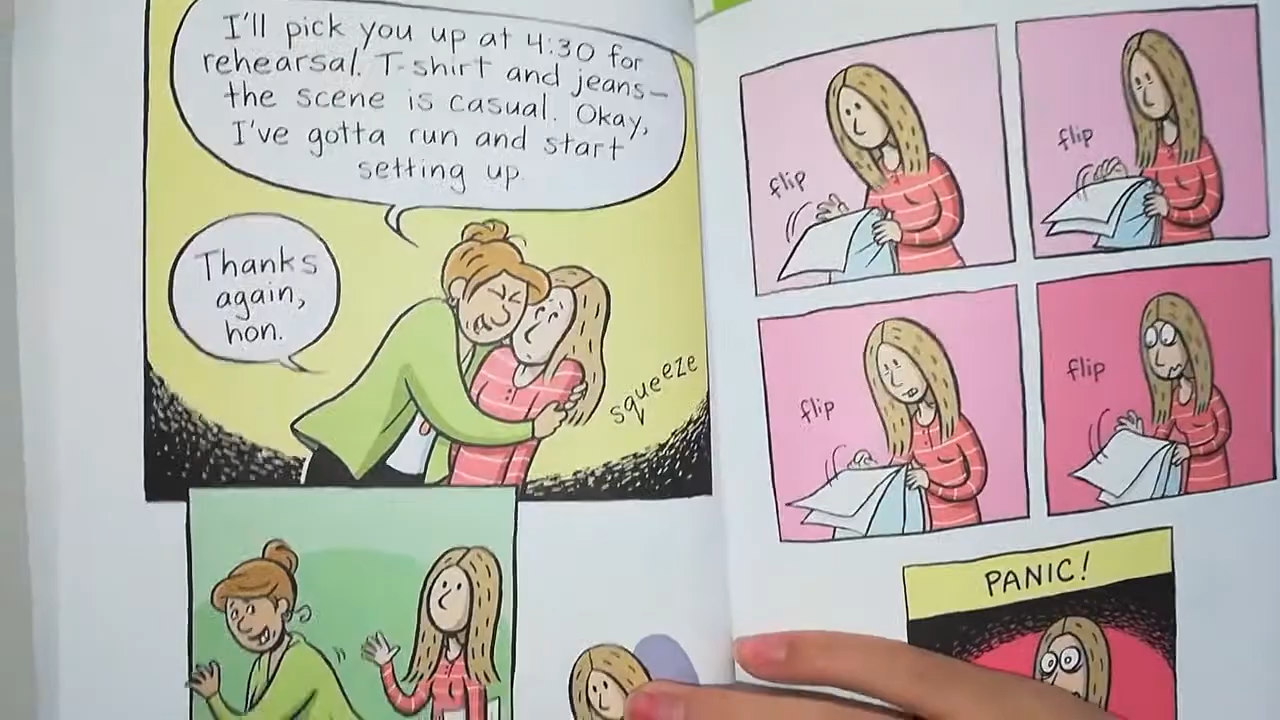 I'll pick you up at 4:30 for
rehearsal. T-shirt and jeans—
the scene is casual. Okay,
I've gotta run and start
setting up.
Thanks
again,
hon.
squeeze
flip
flip
flip
flip
PANIC!